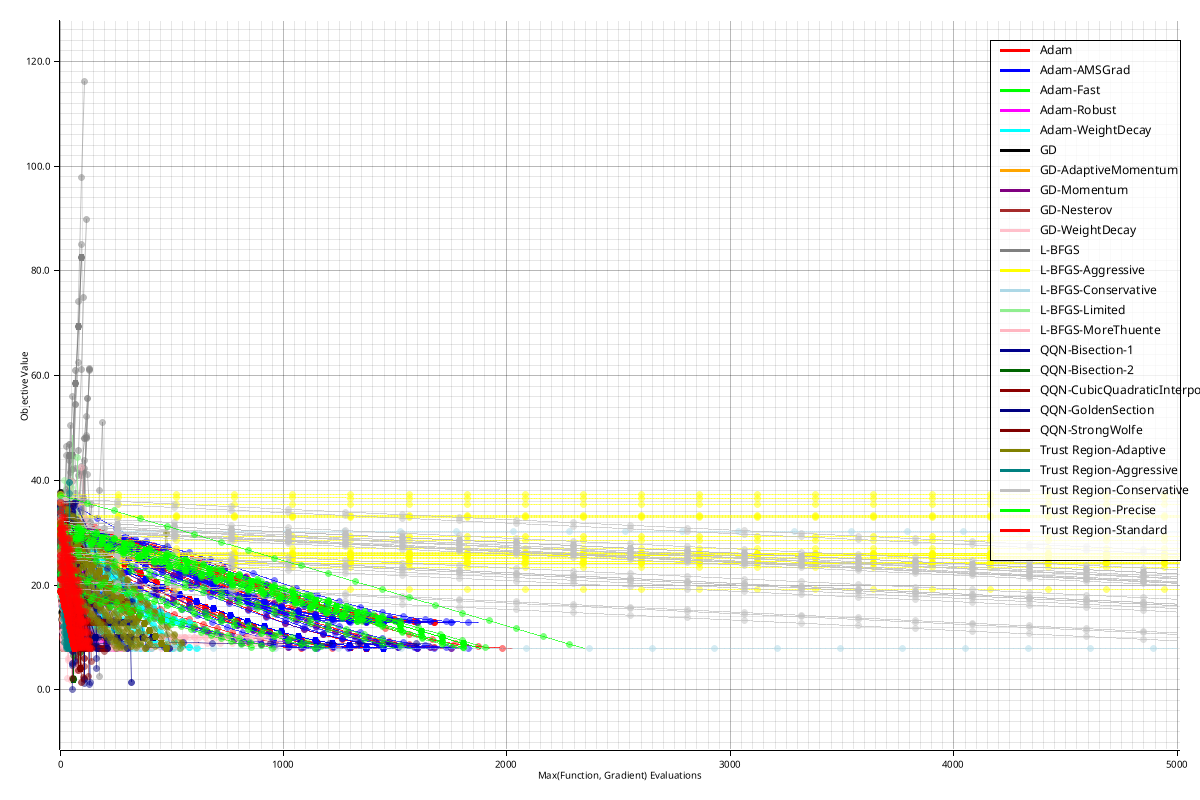 120.0
100.0
80.0
60.0
40.0
20.0
0.0
Objective Value
0
1000
2000
3000
4000
5000
Max(Function, Gradient) Evaluations
Adam
Adam-AMSGrad
Adam-Fast
Adam-Robust
Adam-WeightDecay
GD
GD-AdaptiveMomentum
GD-Momentum
GD-Nesterov
GD-WeightDecay
L-BFGS
L-BFGS-Aggressive
L-BFGS-Conservative
L-BFGS-Limited
L-BFGS-MoreThuente
QQN-Bisection-1
QQN-Bisection-2
QQN-CubicQuadraticInterpo
QQN-GoldenSection
QQN-StrongWolfe
Trust Region-Adaptive
Trust Region-Aggressive
Trust Region-Conservative
Trust Region-Precise
Trust Region-Standard